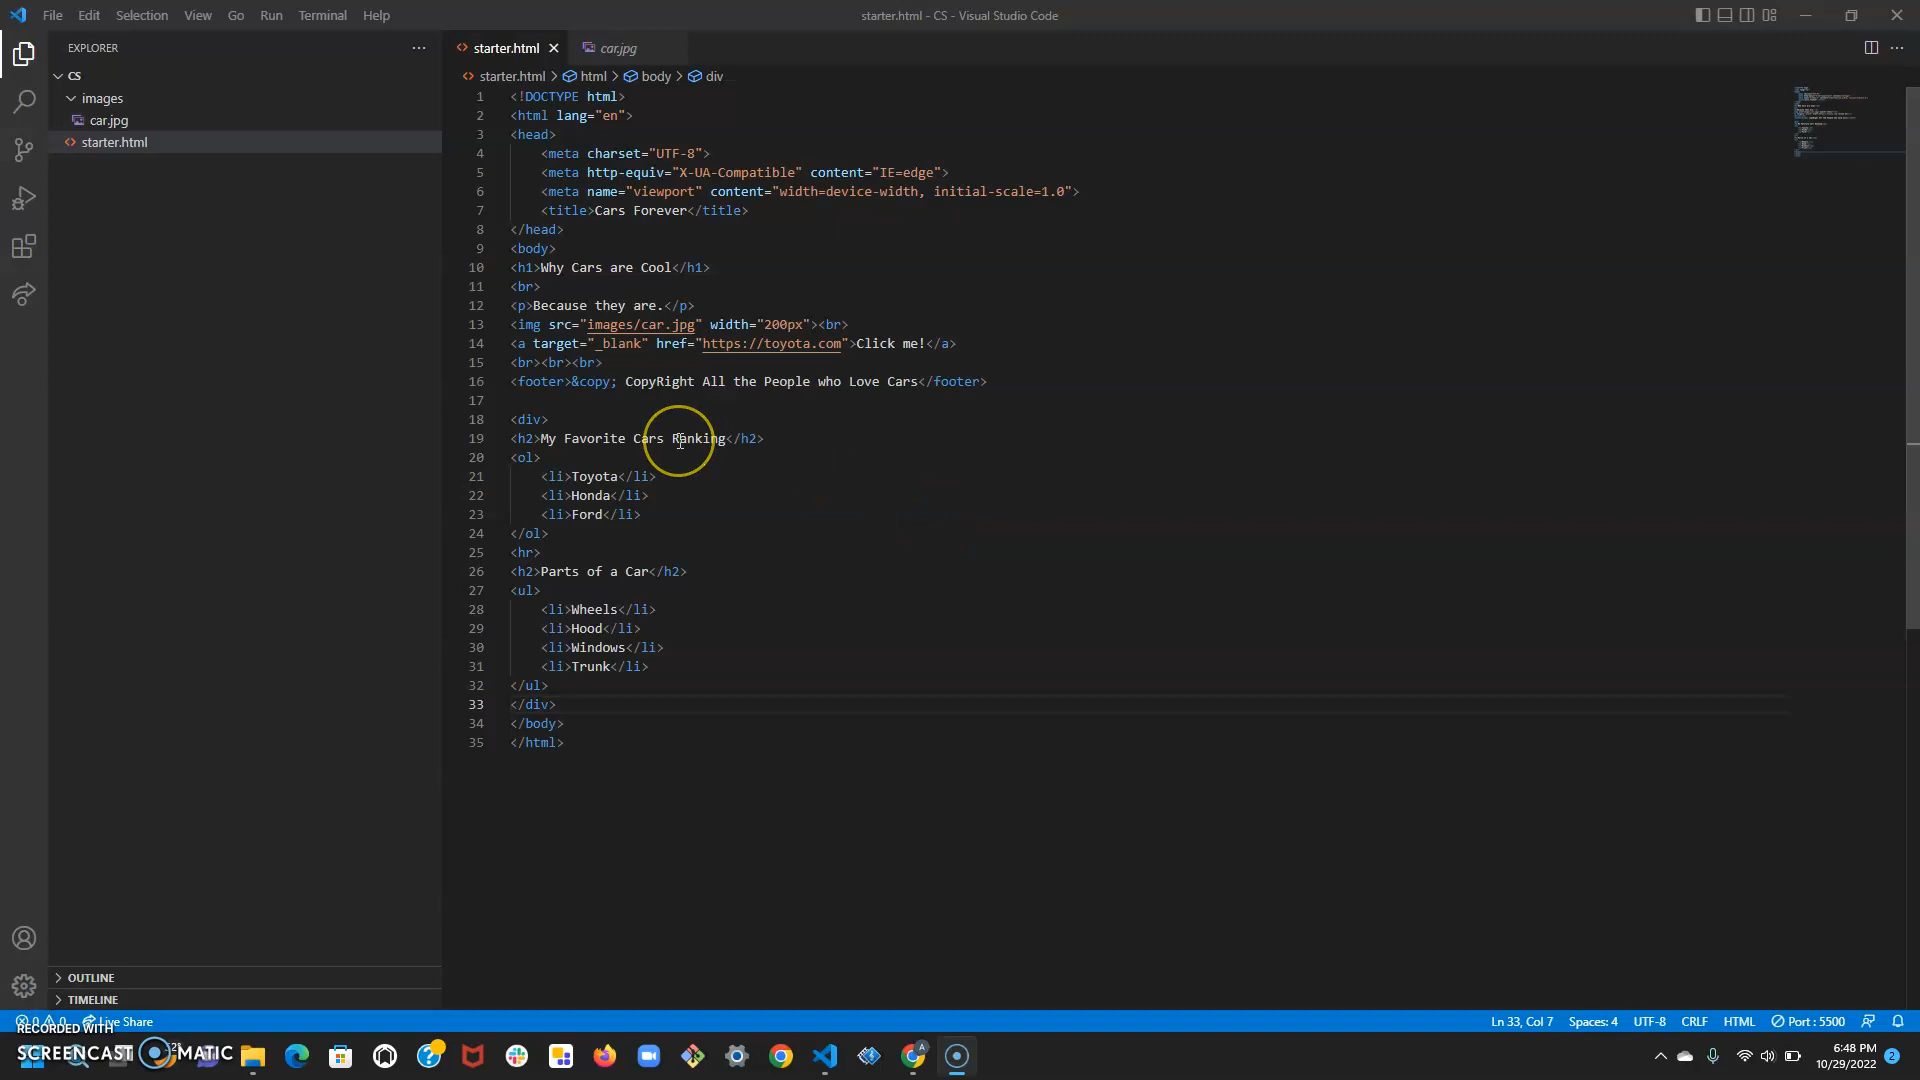 File Edit Selection View Go Run Terminal Help
starter.html - CS - Visual Studio Code
EXPLORER
CS
images
car.jpg
starter.html
OUTLINE
TIMELINE
starter.html
car.jpg
starter.html > html > body > div
1 <!DOCTYPE html>
2 <html lang="en">
3 <head>
4 <meta charset="UTF-8">
5 <meta http-equiv="X-UA-Compatible" content="IE=edge">
6 <meta name="viewport" content="width=device-width, initial-scale=1.0">
7 <title>Cars Forever</title>
8 </head>
9 <body>
10 <h1>Why Cars are Cool</h1>
11 <br>
12 <p>Because they are.</p>
13 <img src="images/car.jpg" width="200px"><br>
14 <a target="_blank" href="https://toyota.com">Click me!</a>
15 <br><br><br>
16 <footer>&copy; CopyRight All the People who Love Cars</footer>
17
18 <div>
19 <h2>My Favorite Cars Ranking</h2>
20 <ol>
21 <li>Toyota</li>
22 <li>Honda</li>
23 <li>Ford</li>
24 </ol>
25 <hr>
26 <h2>Parts of a Car</h2>
27 <ul>
28 <li>Wheels</li>
29 <li>Hood</li>
30 <li>Windows</li>
31 <li>Trunk</li>
32 </ul>
33 </div>
34 </body>
35 </html>
0 0 Live Share
Ln 33, Col 7 Spaces: 4 UTF-8 CRLF HTML Port : 5500
RECORDED WITH
SCREENCAST MATIC
6:48 PM
10/29/2022
2